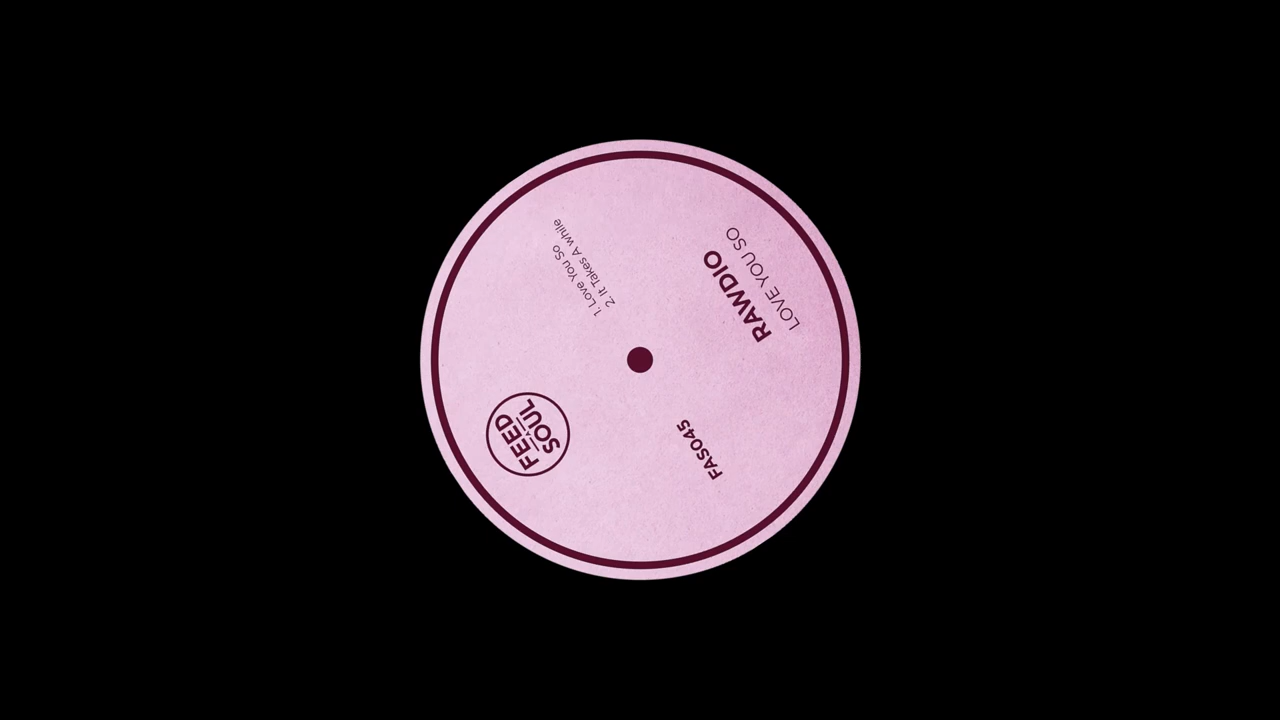 FEED
A
SOUL
1. Love You So
2. It Takes A While
FAS045
RAWDIO
LOVE YOU SO